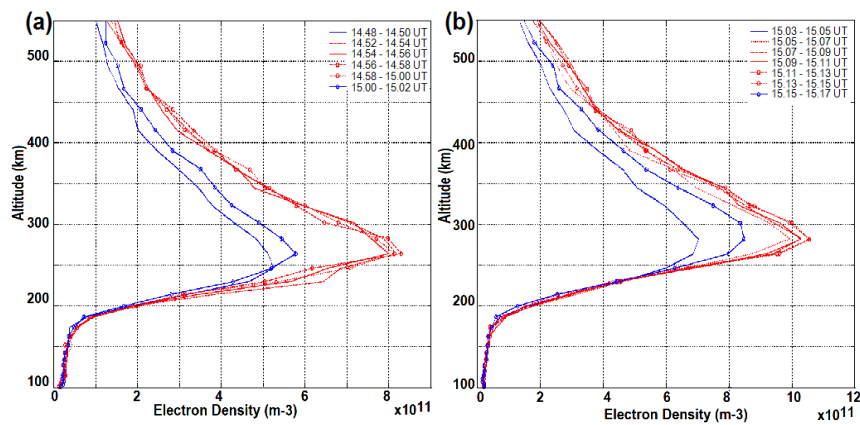 (a)
14.48 - 14.50 UT
14.52 - 14.54 UT
14.54 - 14.56 UT
14.56 - 14.58 UT
14.58 - 15.00 UT
15.00 - 15.02 UT
500
400
300
200
100
Altitude (km)
0
2
4
6
8
x10¹¹
Electron Density (m-3)
(b)
15.03 - 15.05 UT
15.05 - 15.07 UT
15.07 - 15.09 UT
15.09 - 15.11 UT
15.11 - 15.13 UT
15.13 - 15.15 UT
15.15 - 15.17 UT
500
400
300
200
100
Altitude (km)
0
2
4
6
8
10
12
x10¹¹
Electron Density (m-3)